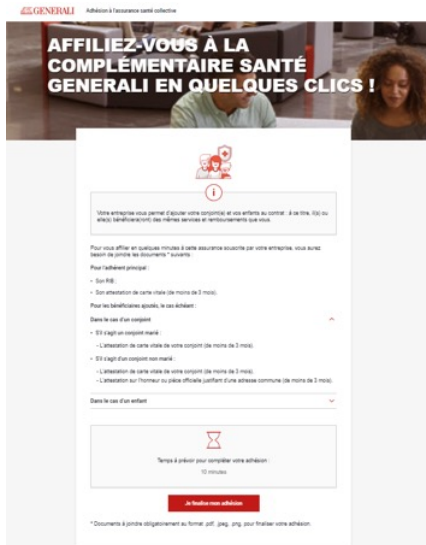 GENERALI Adhésion à l'assurance santé collective
AFFILIEZ-VOUS À LA
COMPLÉMENTAIRE SANTÉ
GENERALI EN QUELQUES CLICS !
i
Votre entreprise vous permet d'ajouter votre conjoint(e) et vos enfants au contrat : à ce titre, il(s) ou
elle(s) bénéficiera(ront) des mêmes services et remboursements que vous.
Pour vous affilier en quelques minutes à cette assurance souscrite par votre entreprise, vous aurez
besoin de joindre les documents * suivants :
Pour l'adhérent principal :
- Son RIB ;
- Son attestation de carte vitale (de moins de 3 mois).
Pour les bénéficiaires ajoutés, le cas échéant :
Dans le cas d'un conjoint
- S'il s'agit un conjoint marié :
- L'attestation de carte vitale de votre conjoint (de moins de 3 mois).
- S'il s'agit d'un conjoint non marié :
- L'attestation de carte vitale de votre conjoint (de moins de 3 mois).
- L'attestation sur l'honneur ou pièce officielle justifiant d'une adresse commune (de moins de 3 mois).
Dans le cas d'un enfant
Temps à prévoir pour compléter votre adhésion :
10 minutes
Je finalise mon adhésion
* Documents à joindre obligatoirement au format .pdf, .jpeg, .png, pour finaliser votre adhésion.